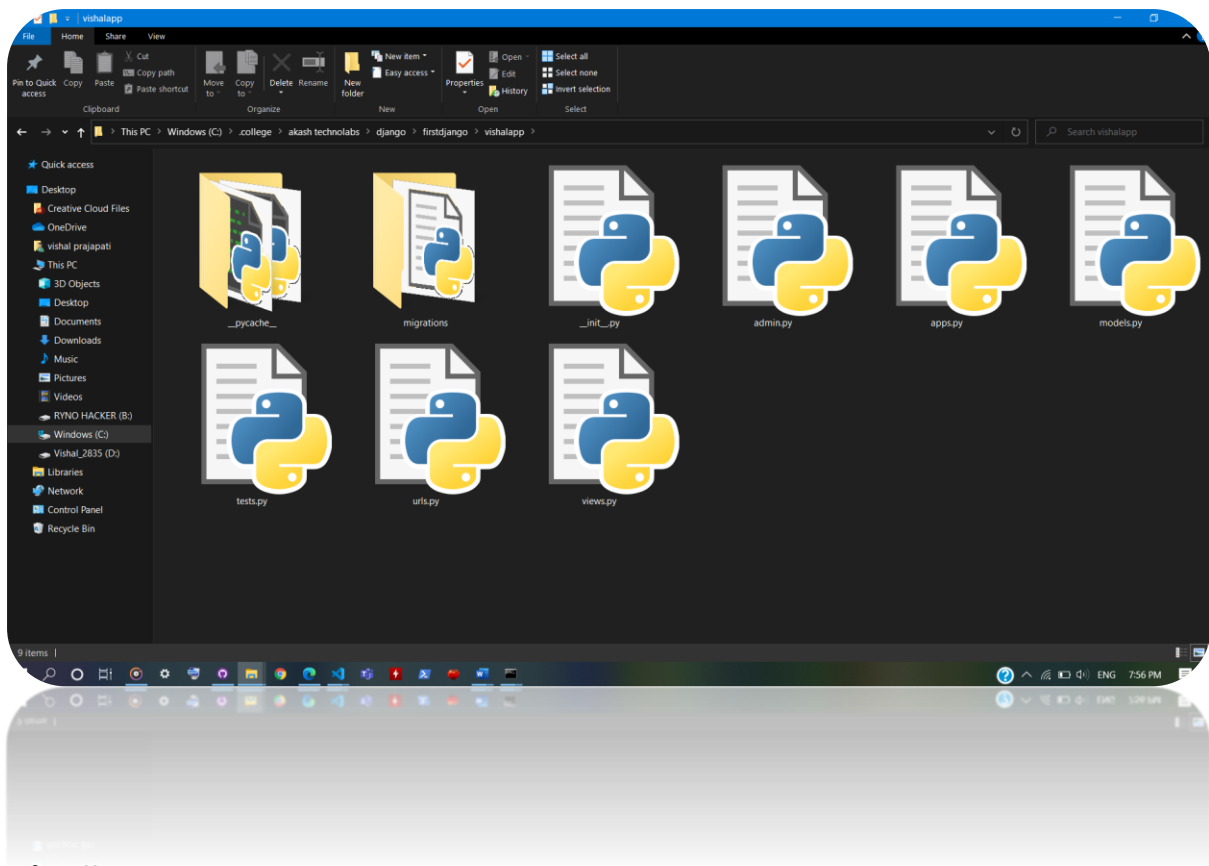 vishalapp
File Home Share View
Pin to Quick access
Copy
Paste
Cut
Copy path
Paste shortcut
Clipboard
Move to
Copy to
Delete
Rename
Organize
New folder
New item
Easy access
New
Properties
Open
Edit
History
Open
Select all
Select none
Invert selection
Select
This PC > Windows (C:) > .college > akash technolabs > django > firstdjango > vishalapp >
Search vishalapp
Quick access
Desktop
Creative Cloud Files
OneDrive
vishal prajapati
This PC
3D Objects
Desktop
Documents
Downloads
Music
Pictures
Videos
RYNO HACKER (B:)
Windows (C:)
Vishal_2835 (D:)
Libraries
Network
Control Panel
Recycle Bin
__pycache__ migrations __init__.py admin.py apps.py models.py
tests.py urls.py views.py
9 items
ENG 7:56 PM